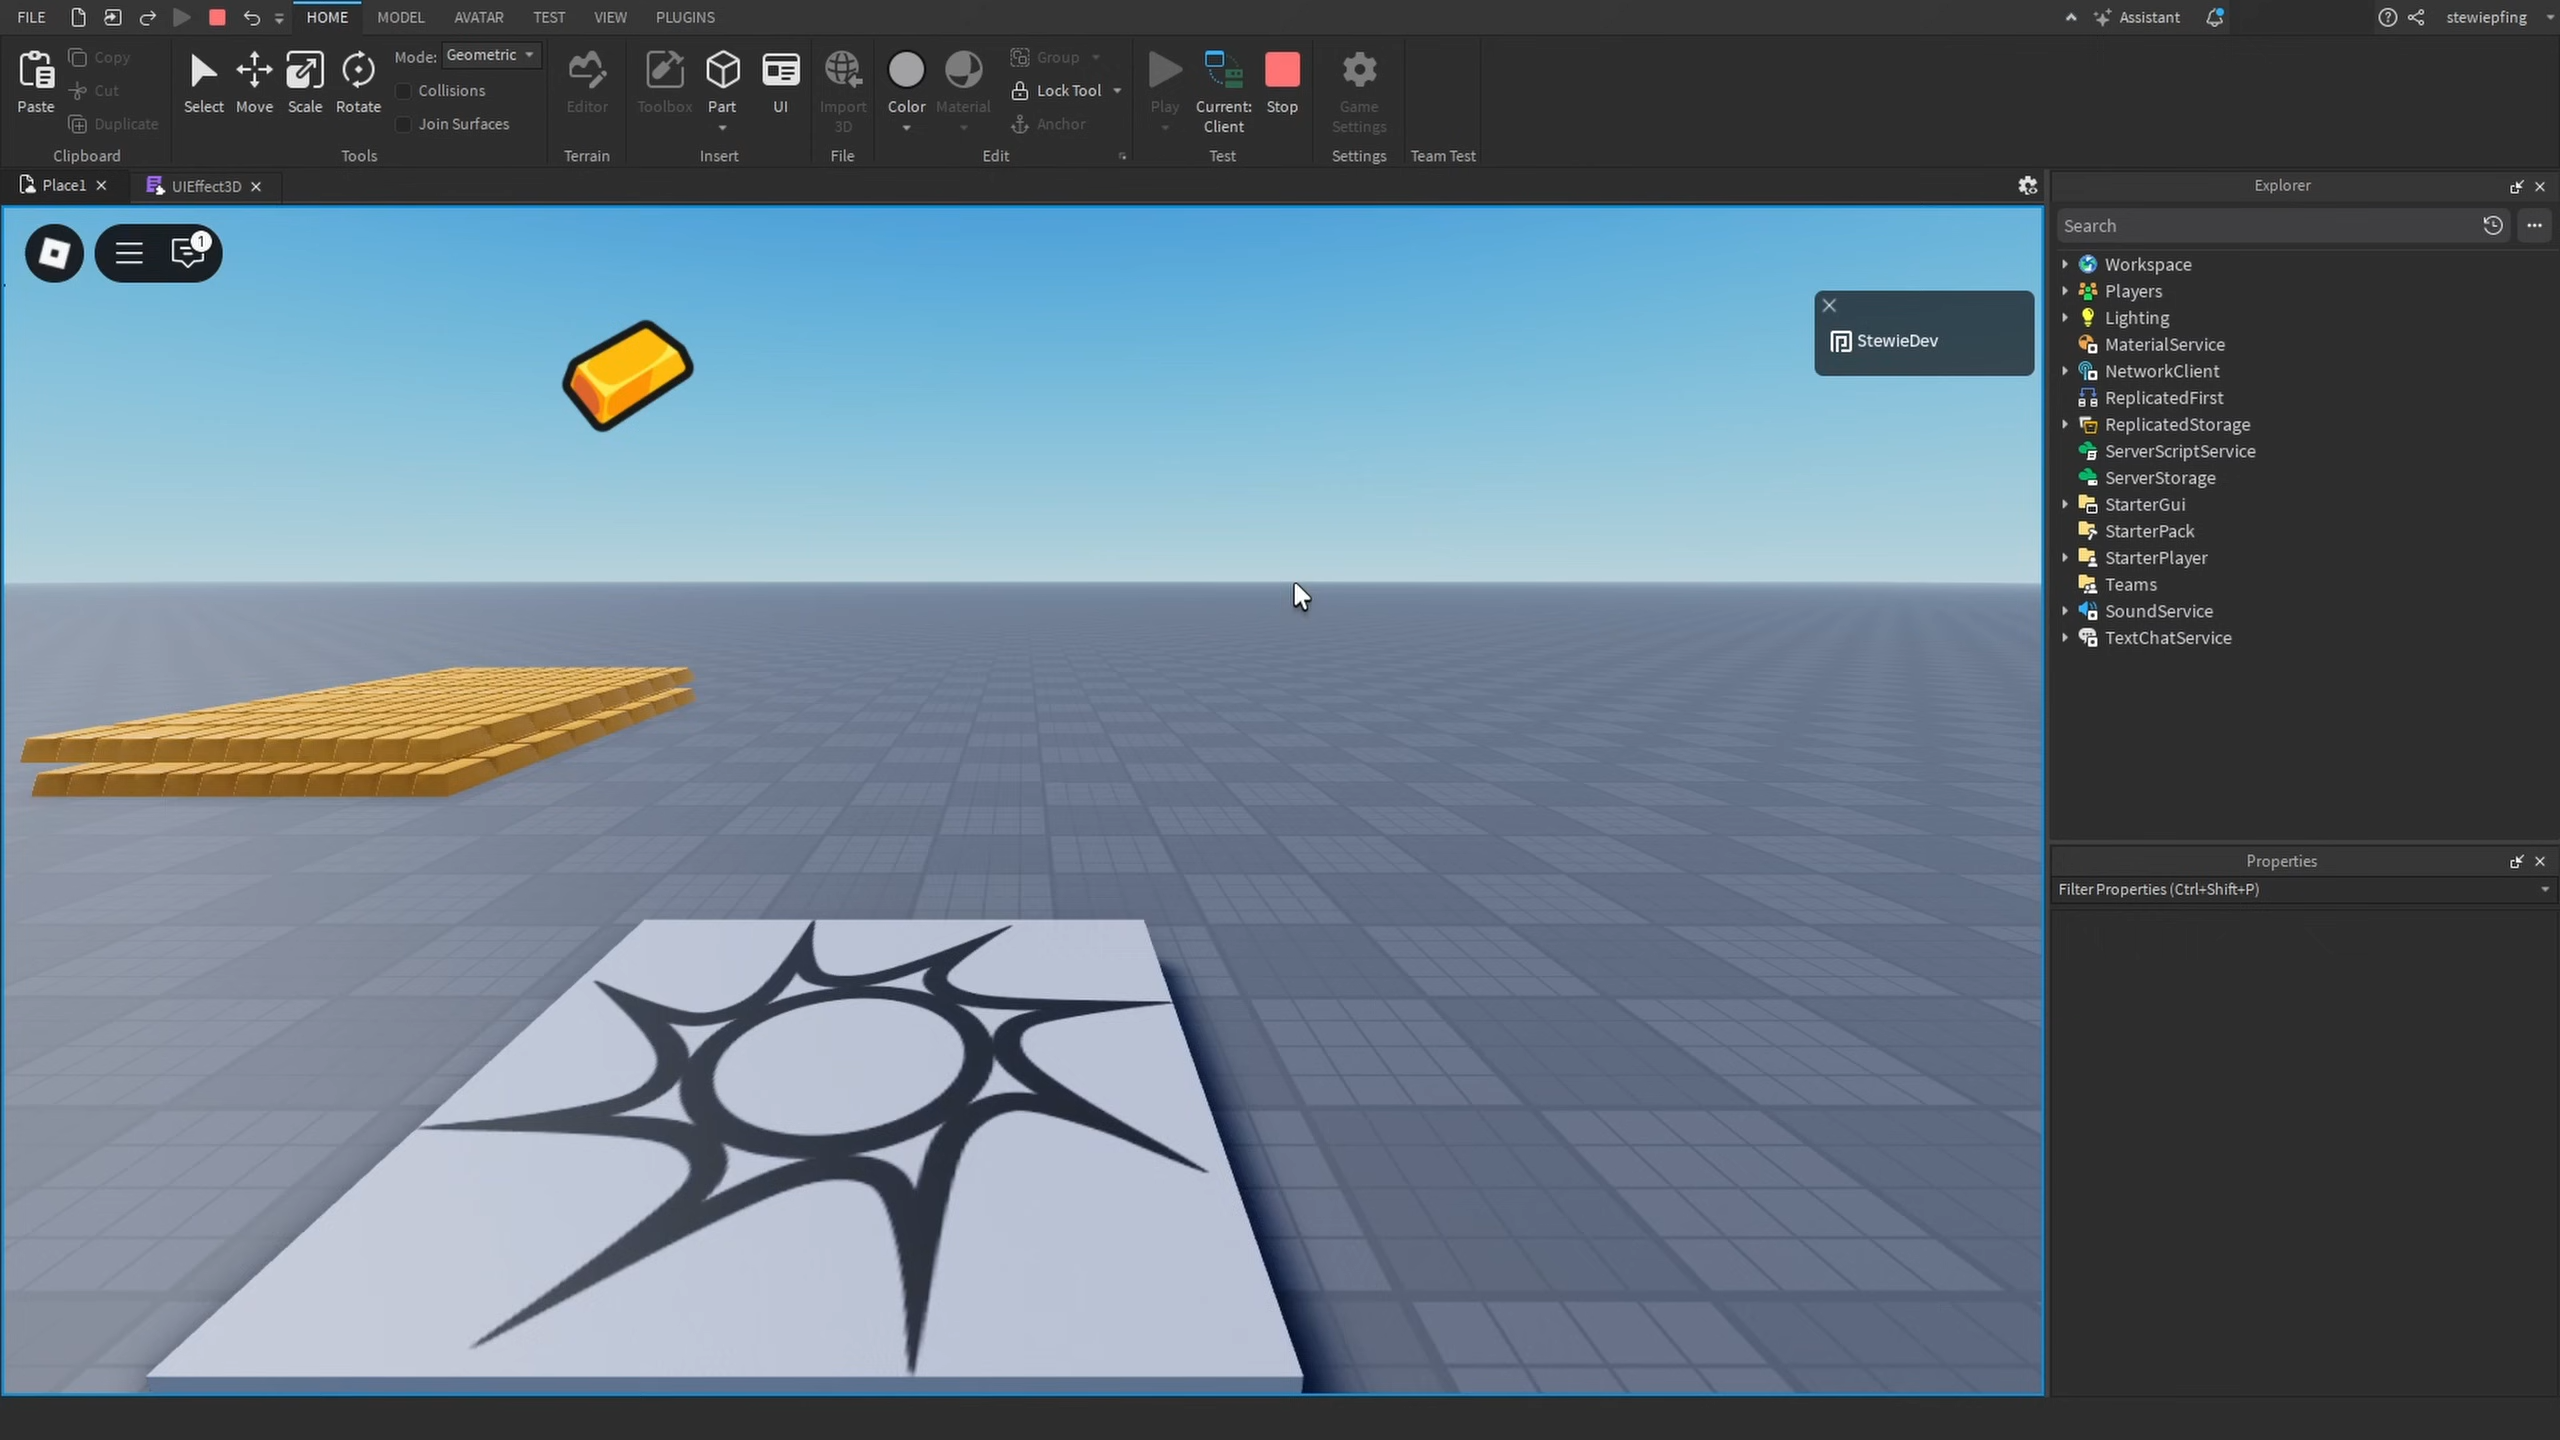 FILE HOME MODEL AVATAR TEST VIEW PLUGINS Assistant stewiepfing
Paste
Copy
Cut
Duplicate
Clipboard
Select Move Scale Rotate
Mode: Geometric
Collisions
Join Surfaces
Tools
Editor
Terrain
Toolbox Part UI
Insert
Import
3D
File
Color Material
Group
Lock Tool
Anchor
Edit
Play Current:
Client Stop
Test
Game
Settings
Settings
Team Test
Place1 UIEffect3D
1
StewieDev
Explorer
Search
Workspace
Players
Lighting
MaterialService
NetworkClient
ReplicatedFirst
ReplicatedStorage
ServerScriptService
ServerStorage
StarterGui
StarterPack
StarterPlayer
Teams
SoundService
TextChatService
Properties
Filter Properties (Ctrl+Shift+P)